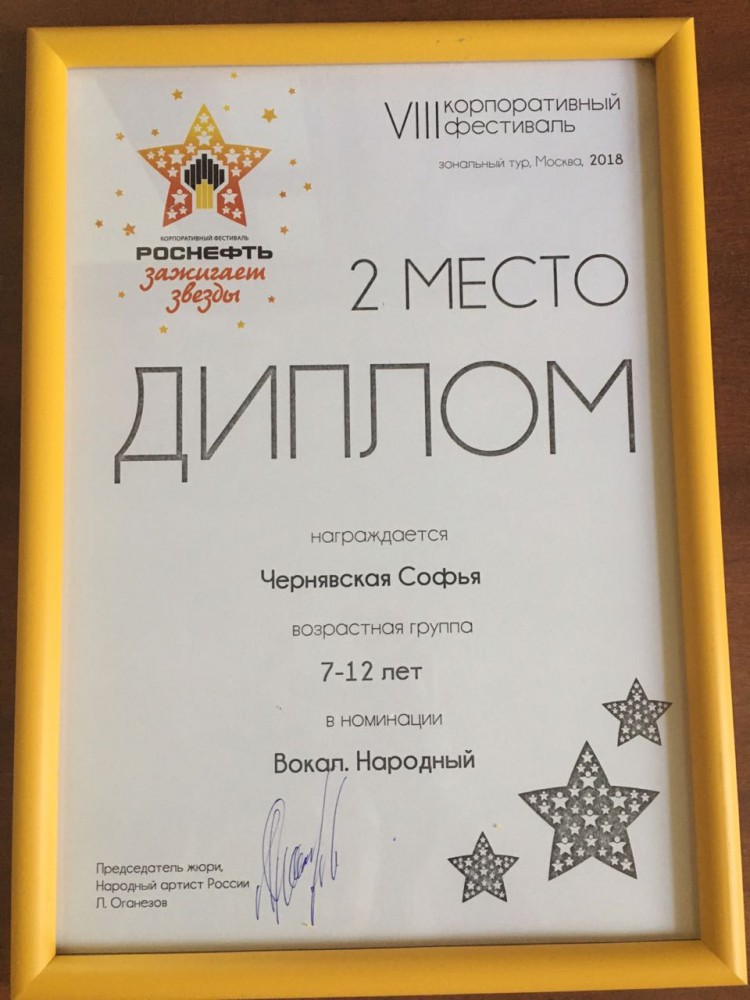 VIII корпоративный
фестиваль
зональный тур, Москва, 2018
КОРПОРАТИВНЫЙ ФЕСТИВАЛЬ
РОСНЕФТЬ
зажигает
звезды
2 МЕСТО
ДИПЛОМ
награждается
Чернявская Софья
возрастная группа
7-12 лет
в номинации
Вокал. Народный
Председатель жюри,
Народный артист России
Л. Оганезов